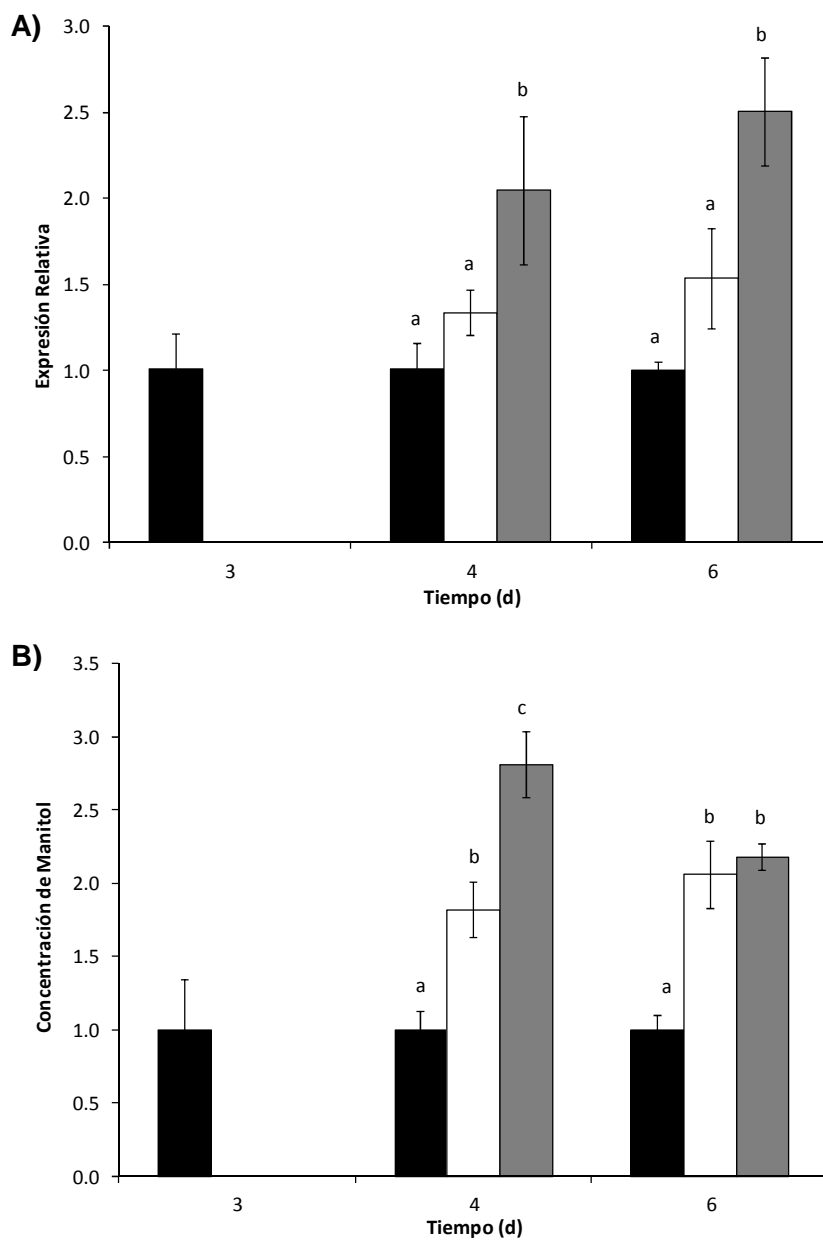 A)
3.0
b
b
2.5
2.0
a
a
1.5
a
a
1.0
0.5
0.0
Expresión Relativa
3 4 6
Tiempo (d)
B)
3.5
c
3.0
2.5
b b
b
2.0
1.5
a a
1.0
0.5
0.0
Concentración de Manitol
3 4 6
Tiempo (d)